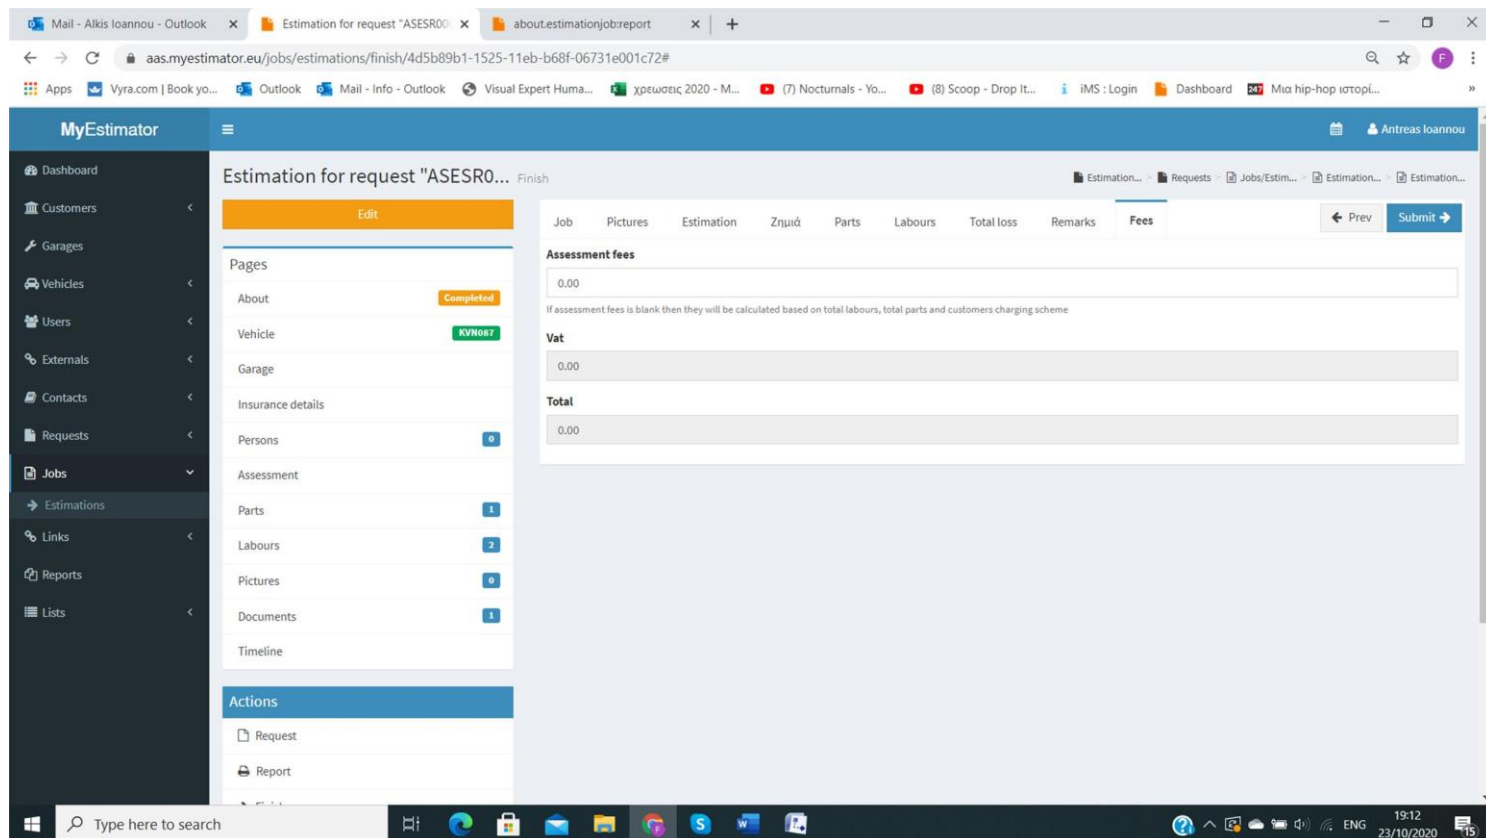 Mail - Alkis Ioannou - Outlook
Estimation for request "ASESR00
about.estimationjob:report
aas.myestimator.eu/jobs/estimations/finish/4d5b89b1-1525-11eb-b68f-06731e001c72#
F
Apps
Vyra.com | Book yo...
Outlook
Mail - Info - Outlook
Visual Expert Huma...
χρεωσεις 2020 - M...
(7) Nocturnals - Yo...
(8) Scoop - Drop It...
iMS : Login
Dashboard
247 Μια hip-hop ιστορί...
MyEstimator
Antreas Ioannou
Dashboard
Customers
Garages
Vehicles
Users
Externals
Contacts
Requests
Jobs
Estimations
Links
Reports
Lists
Estimation for request "ASESR0... Finish
Estimation... > Requests > Jobs/Estim... > Estimation... > Estimation...
Edit
Pages
About Completed
Vehicle KVN087
Garage
Insurance details
Persons 0
Assessment
Parts 1
Labours 2
Pictures 0
Documents 1
Timeline
Actions
Request
Report
Job Pictures Estimation Ζημιά Parts Labours Total loss Remarks Fees
Prev
Submit
Assessment fees
0.00
If assessment fees is blank then they will be calculated based on total labours, total parts and customers charging scheme
Vat
0.00
Total
0.00
Type here to search
ENG
19:12
23/10/2020
15